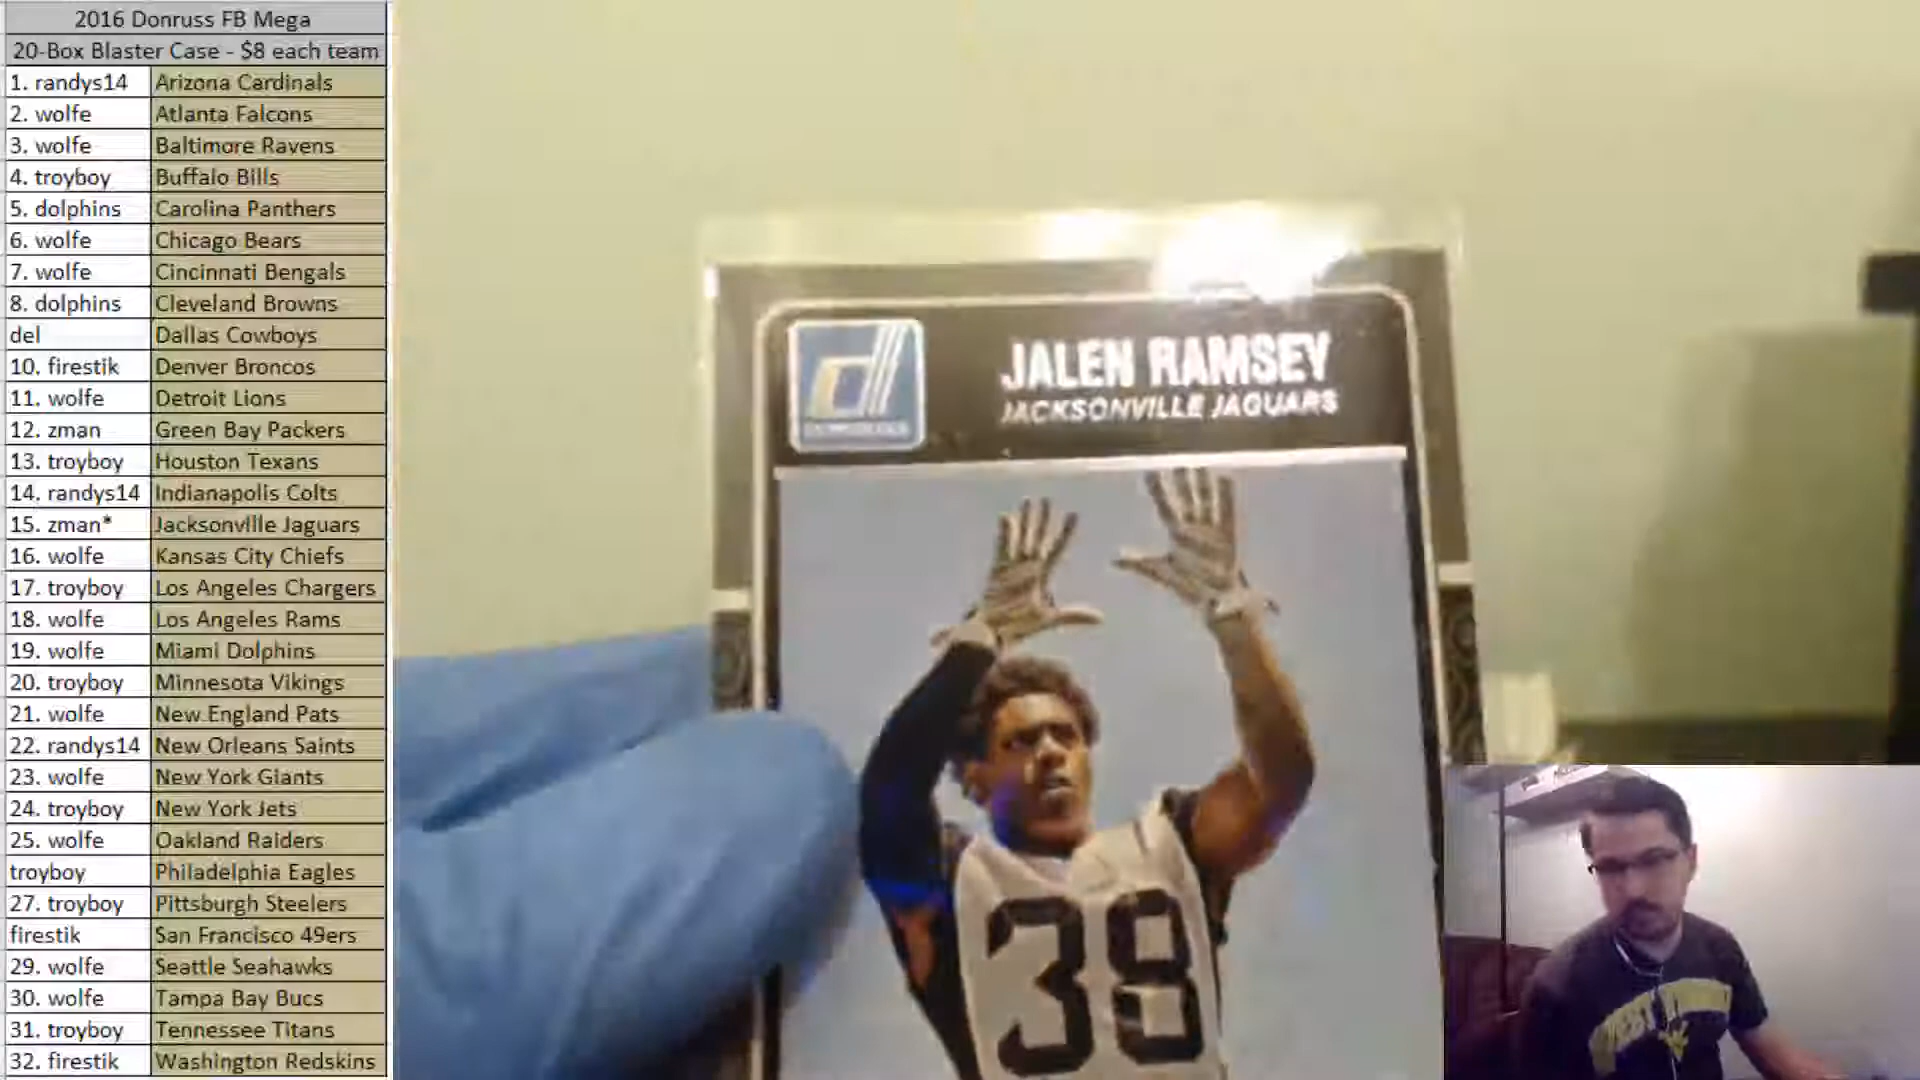 2016 Donruss FB Mega
20-Box Blaster Case - $8 each team
1. randys14 Arizona Cardinals
2. wolfe Atlanta Falcons
3. wolfe Baltimore Ravens
4. troyboy Buffalo Bills
5. dolphins Carolina Panthers
6. wolfe Chicago Bears
7. wolfe Cincinnati Bengals
8. dolphins Cleveland Browns
del Dallas Cowboys
10. firestik Denver Broncos
11. wolfe Detroit Lions
12. zman Green Bay Packers
13. troyboy Houston Texans
14. randys14 Indianapolis Colts
15. zman* Jacksonville Jaguars
16. wolfe Kansas City Chiefs
17. troyboy Los Angeles Chargers
18. wolfe Los Angeles Rams
19. wolfe Miami Dolphins
20. troyboy Minnesota Vikings
21. wolfe New England Pats
22. randys14 New Orleans Saints
23. wolfe New York Giants
24. troyboy New York Jets
25. wolfe Oakland Raiders
troyboy Philadelphia Eagles
27. troyboy Pittsburgh Steelers
firestik San Francisco 49ers
29. wolfe Seattle Seahawks
30. wolfe Tampa Bay Bucs
31. troyboy Tennessee Titans
32. firestik Washington Redskins
d
JALEN RAMSEY
JACKSONVILLE JAGUARS
38
WEST VIRGINIA